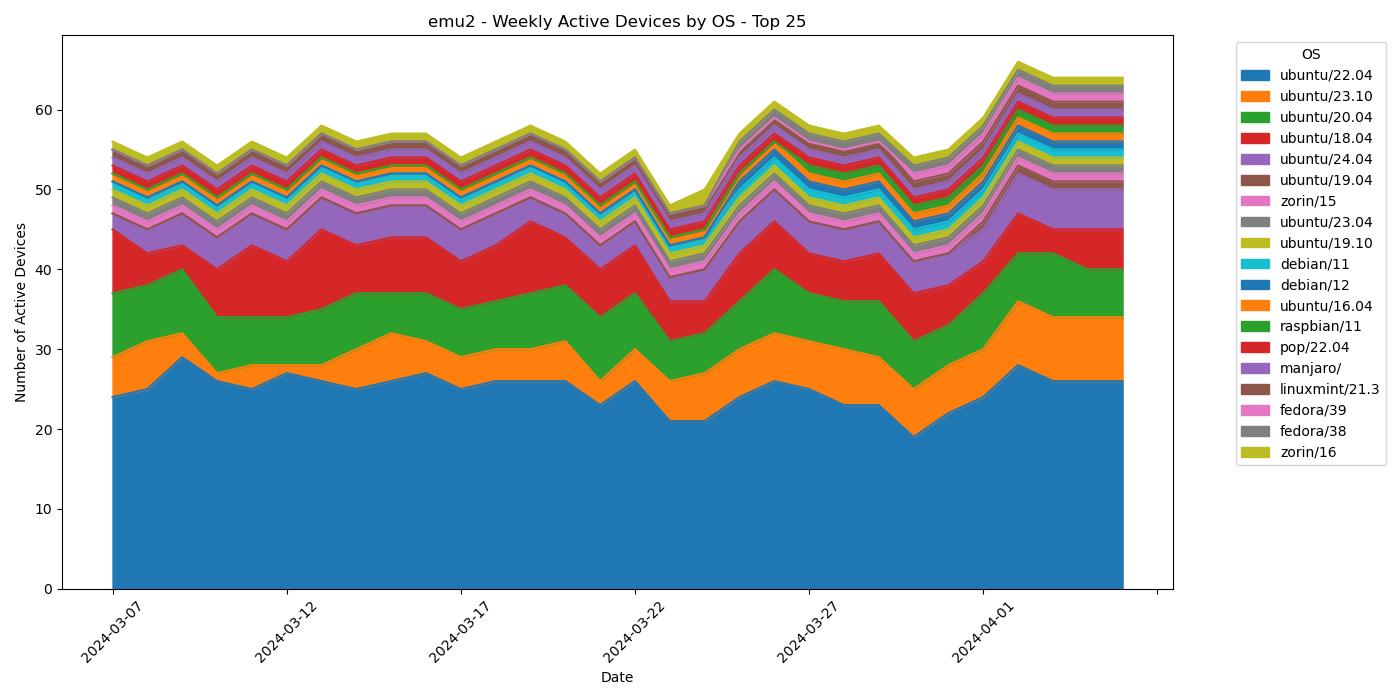 emu2 - Weekly Active Devices by OS - Top 25
Number of Active Devices
60
50
40
30
20
10
0
2024-03-07
2024-03-12
2024-03-17
2024-03-22
2024-03-27
2024-04-01
Date
OS
ubuntu/22.04
ubuntu/23.10
ubuntu/20.04
ubuntu/18.04
ubuntu/24.04
ubuntu/19.04
zorin/15
ubuntu/23.04
ubuntu/19.10
debian/11
debian/12
ubuntu/16.04
raspbian/11
pop/22.04
manjaro/
linuxmint/21.3
fedora/39
fedora/38
zorin/16